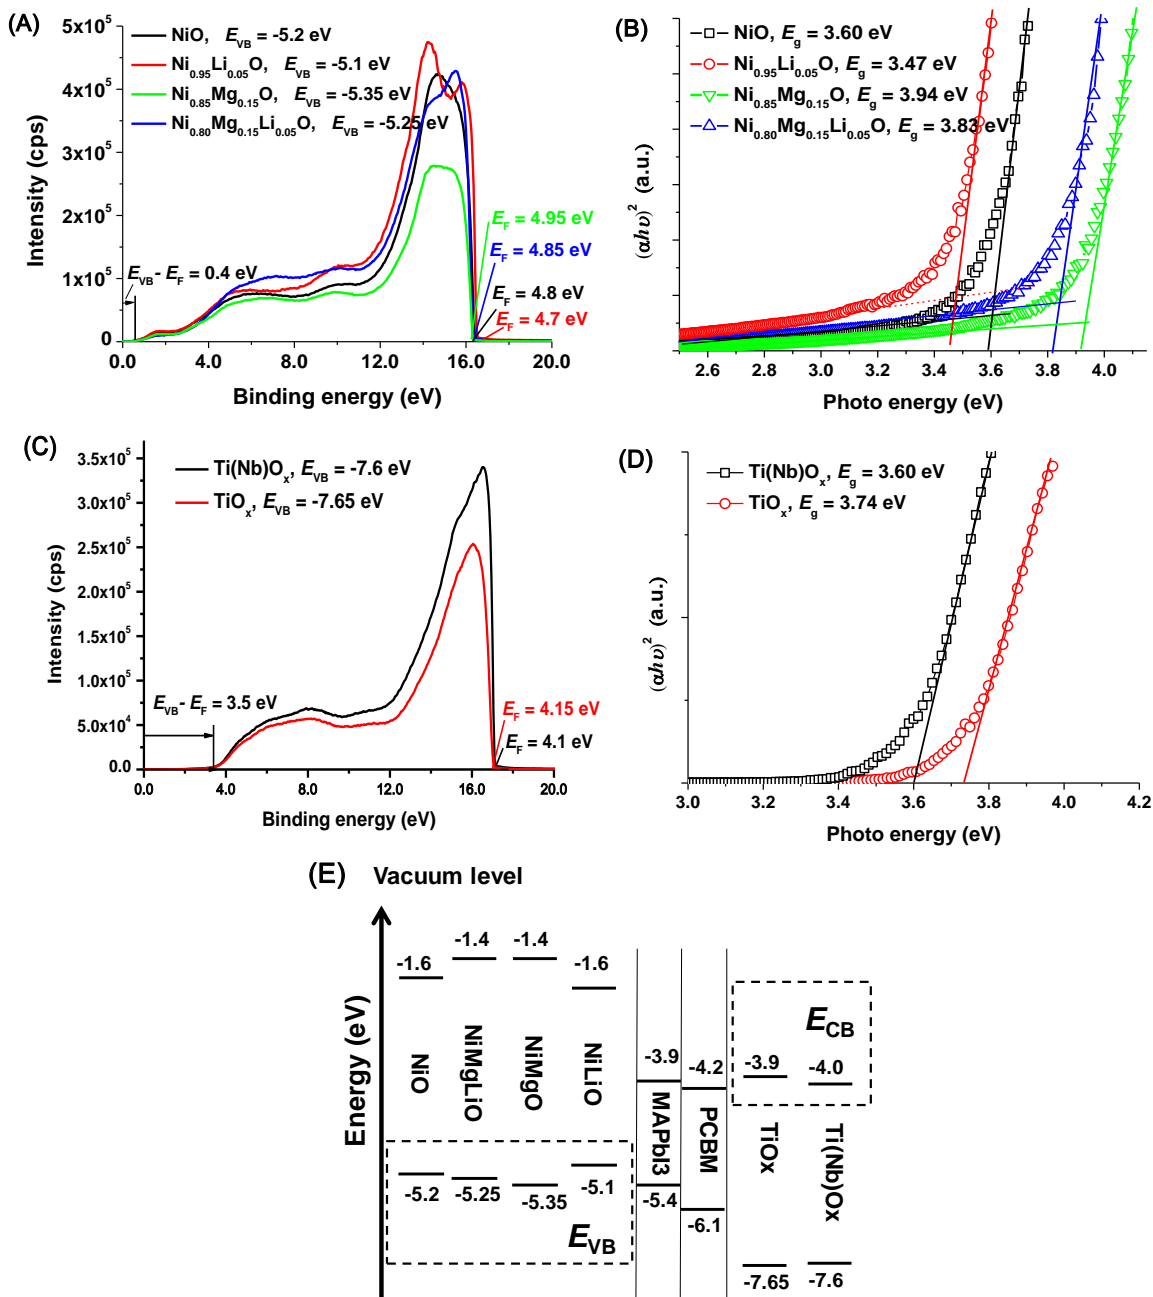 (A)
NiO, E_VB = -5.2 eV
Ni_0.95Li_0.05O, E_VB = -5.1 eV
Ni_0.85Mg_0.15O, E_VB = -5.35 eV
Ni_0.80Mg_0.15Li_0.05O, E_VB = -5.25 eV
5x10^5
4x10^5
3x10^5
2x10^5
1x10^5
0
Intensity (cps)
E_VB - E_F = 0.4 eV
E_F = 4.95 eV
E_F = 4.85 eV
E_F = 4.8 eV
E_F = 4.7 eV
0.0 4.0 8.0 12.0 16.0 20.0
Binding energy (eV)
(B)
NiO, E_g = 3.60 eV
Ni_0.95Li_0.05O, E_g = 3.47 eV
Ni_0.85Mg_0.15O, E_g = 3.94 eV
Ni_0.80Mg_0.15Li_0.05O, E_g = 3.83 eV
(αhυ)^2 (a.u.)
2.6 2.8 3.0 3.2 3.4 3.6 3.8 4.0
Photo energy (eV)
(C)
Ti(Nb)O_x, E_VB = -7.6 eV
TiO_x, E_VB = -7.65 eV
3.5x10^5
3.0x10^5
2.5x10^5
2.0x10^5
1.5x10^5
1.0x10^5
5.0x10^4
0.0
Intensity (cps)
E_VB - E_F = 3.5 eV
E_F = 4.15 eV
E_F = 4.1 eV
0.0 4.0 8.0 12.0 16.0 20.0
Binding energy (eV)
(D)
Ti(Nb)O_x, E_g = 3.60 eV
TiO_x, E_g = 3.74 eV
(αhυ)^2 (a.u.)
3.0 3.2 3.4 3.6 3.8 4.0 4.2
Photo energy (eV)
(E) Vacuum level
Energy (eV)
-1.6
-1.4
-1.4
-1.6
NiO
NiMgLiO
NiMgO
NiLiO
-5.2
-5.25
-5.35
-5.1
E_VB
-3.9
MAPbI3
-5.4
-4.2
PCBM
-6.1
E_CB
-3.9
-4.0
TiOx
Ti(Nb)Ox
-7.65
-7.6